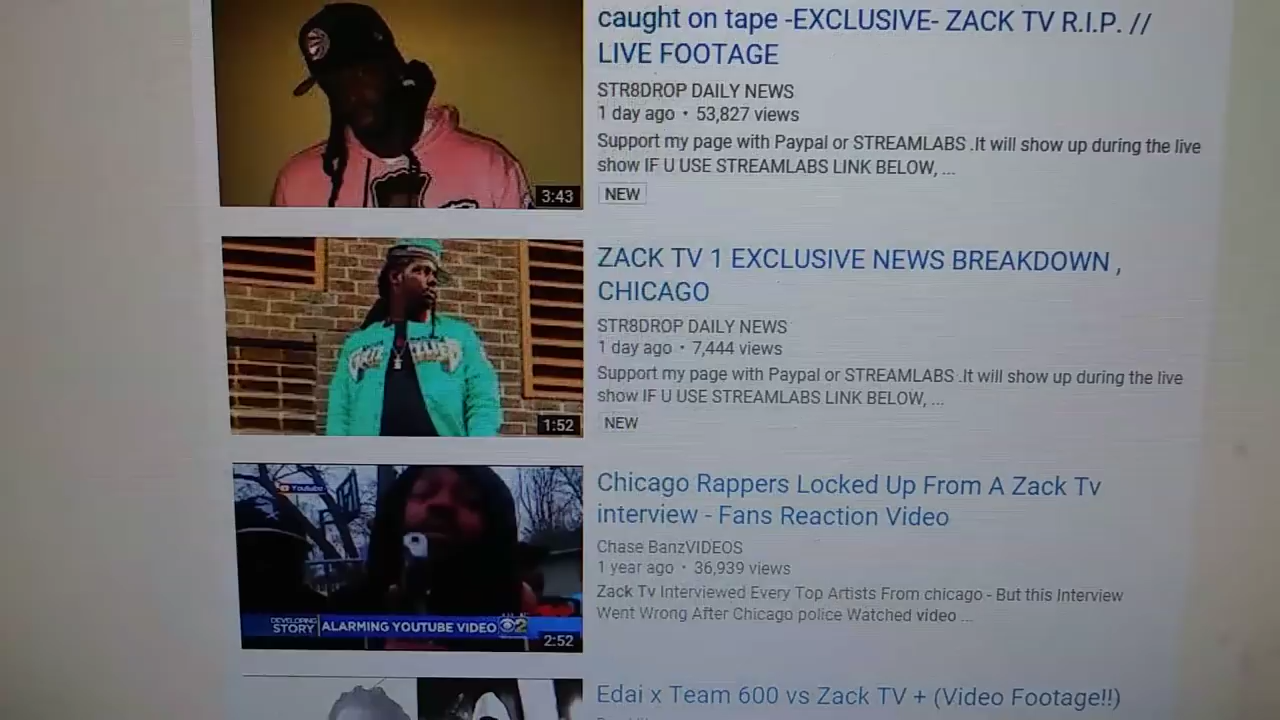 caught on tape -EXCLUSIVE- ZACK TV R.I.P. //
LIVE FOOTAGE
STR8DROP DAILY NEWS
1 day ago • 53,827 views
Support my page with Paypal or STREAMLABS .It will show up during the live
show IF U USE STREAMLABS LINK BELOW, ...
NEW
3:43
ZACK TV 1 EXCLUSIVE NEWS BREAKDOWN ,
CHICAGO
STR8DROP DAILY NEWS
1 day ago • 7,444 views
Support my page with Paypal or STREAMLABS .It will show up during the live
show IF U USE STREAMLABS LINK BELOW, ...
NEW
1:52
Chicago Rappers Locked Up From A Zack Tv
interview - Fans Reaction Video
Chase BanzVIDEOS
1 year ago • 36,939 views
Zack Tv Interviewed Every Top Artists From chicago - But this Interview
Went Wrong After Chicago police Watched video ...
Youtube
DEVELOPING
STORY
ALARMING YOUTUBE VIDEO
2
2:52
Edai x Team 600 vs Zack TV + (Video Footage!!)